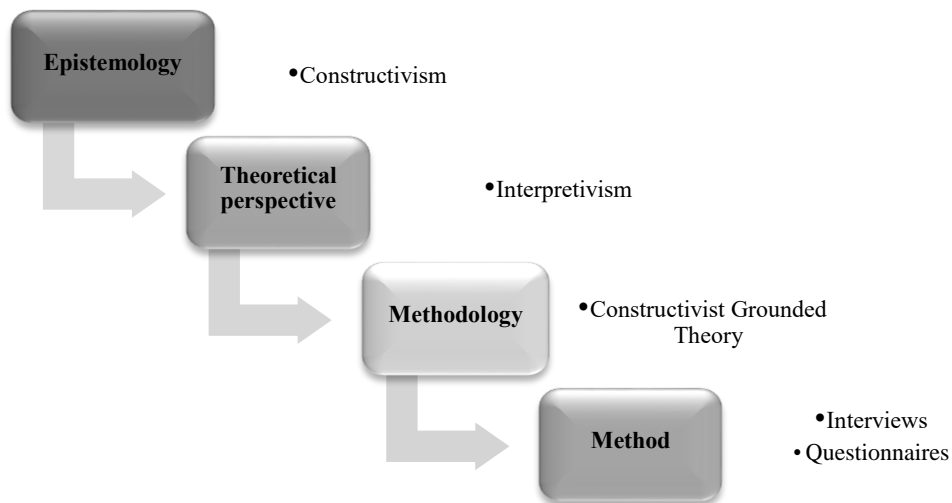 Epistemology
•Constructivism
Theoretical
perspective
•Interpretivism
Methodology
•Constructivist Grounded
Theory
Method
•Interviews
• Questionnaires